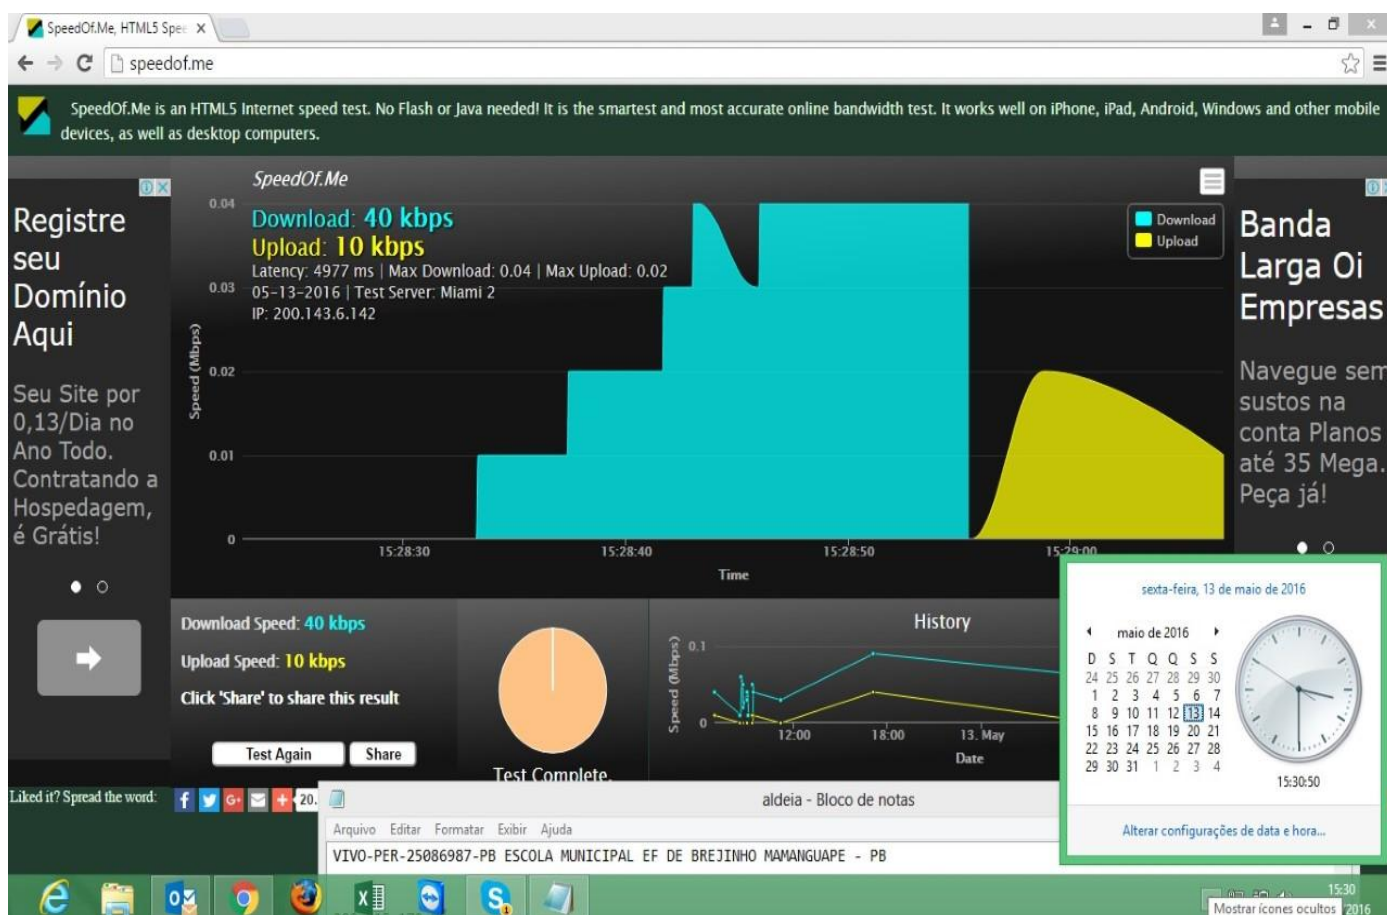 SpeedOf.Me, HTML5 Spee
speedof.me
SpeedOf.Me is an HTML5 Internet speed test. No Flash or Java needed! It is the smartest and most accurate online bandwidth test. It works well on iPhone, iPad, Android, Windows and other mobile
devices, as well as desktop computers.
Registre
seu
Domínio
Aqui
Seu Site por
0,13/Dia no
Ano Todo.
Contratando a
Hospedagem,
é Grátis!
SpeedOf.Me
Download: 40 kbps
Upload: 10 kbps
Latency: 4977 ms | Max Download: 0.04 | Max Upload: 0.02
05-13-2016 | Test Server: Miami 2
IP: 200.143.6.142
Download
Upload
Speed (Mbps)
0.04
0.03
0.02
0.01
0
15:28:30 15:28:40 15:28:50 15:29:00
Time
Banda
Larga Oi
Empresas
Navegue sem
sustos na
conta Planos
até 35 Mega.
Peça já!
Download Speed: 40 kbps
Upload Speed: 10 kbps
Click 'Share' to share this result
Test Again Share
Test Complete.
History
Speed (Mbps)
0.1
0
12:00 18:00 13. May
Date
sexta-feira, 13 de maio de 2016
maio de 2016
D S T Q Q S S
24 25 26 27 28 29 30
1 2 3 4 5 6 7
8 9 10 11 12 13 14
15 16 17 18 19 20 21
22 23 24 25 26 27 28
29 30 31 1 2 3 4
15:30:50
Alterar configurações de data e hora...
Liked it? Spread the word:
20.
aldeia - Bloco de notas
Arquivo Editar Formatar Exibir Ajuda
VIVO-PER-25086987-PB ESCOLA MUNICIPAL EF DE BREJINHO MAMANGUAPE - PB
15:30
Mostrar ícones ocultos
/2016